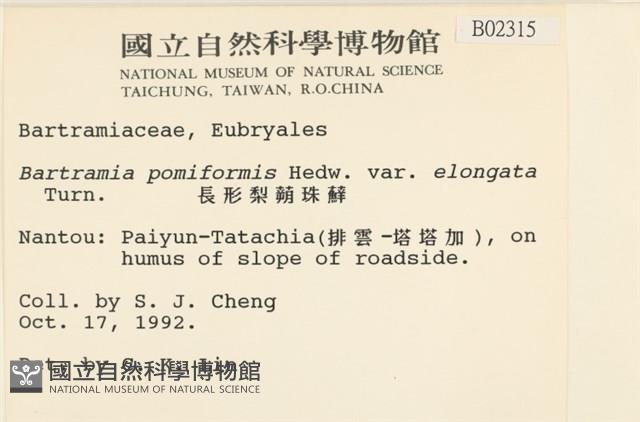 國立自然科學博物館
B02315
NATIONAL MUSEUM OF NATURAL SCIENCE
TAICHUNG, TAIWAN, R.O.CHINA
Bartramiaceae, Eubryales
Bartramia pomiformis Hedw. var. elongata
Turn. 長形梨蒴珠蘚
Nantou: Paiyun-Tatachia(排雲-塔塔加), on
humus of slope of roadside.
Coll. by S. J. Cheng
Oct. 17, 1992.
Det. by S. K. Lin
國立自然科學博物館
NATIONAL MUSEUM OF NATURAL SCIENCE